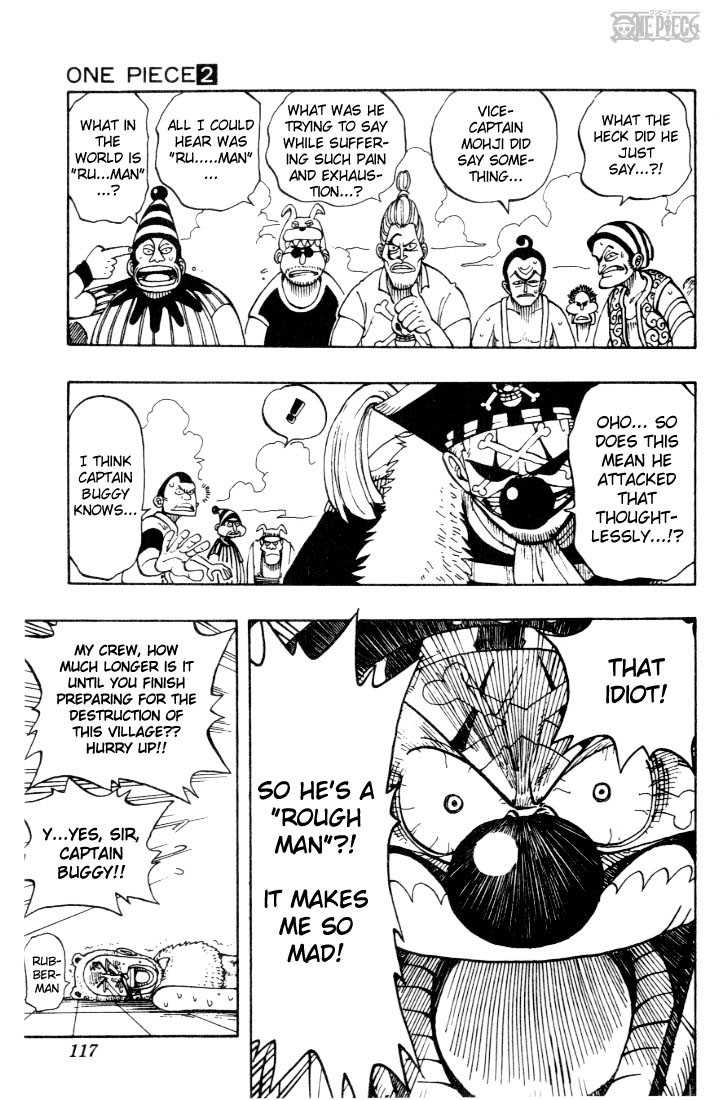 ONE PIECE
ONE PIECE 2
WHAT THE
HECK DID HE
JUST
SAY...?!
VICE-
CAPTAIN
MOHJI DID
SAY SOME-
THING...
WHAT WAS HE
TRYING TO SAY
WHILE SUFFER-
ING SUCH PAIN
AND EXHAUS-
TION...?
ALL I COULD
HEAR WAS
"RU.....MAN"
...
WHAT IN
THE
WORLD IS
"RU...MAN"
...?
OHO... SO
DOES THIS
MEAN HE
ATTACKED
THAT
THOUGHT-
LESSLY...!?
!
I THINK
CAPTAIN
BUGGY
KNOWS...
THAT
IDIOT!
SO HE'S A
"ROUGH
MAN"?!
IT MAKES
ME SO
MAD!
MY CREW, HOW
MUCH LONGER IS IT
UNTIL YOU FINISH
PREPARING FOR THE
DESTRUCTION OF
THIS VILLAGE??
HURRY UP!!
Y...YES, SIR,
CAPTAIN
BUGGY!!
RUB-
BER-
MAN
117